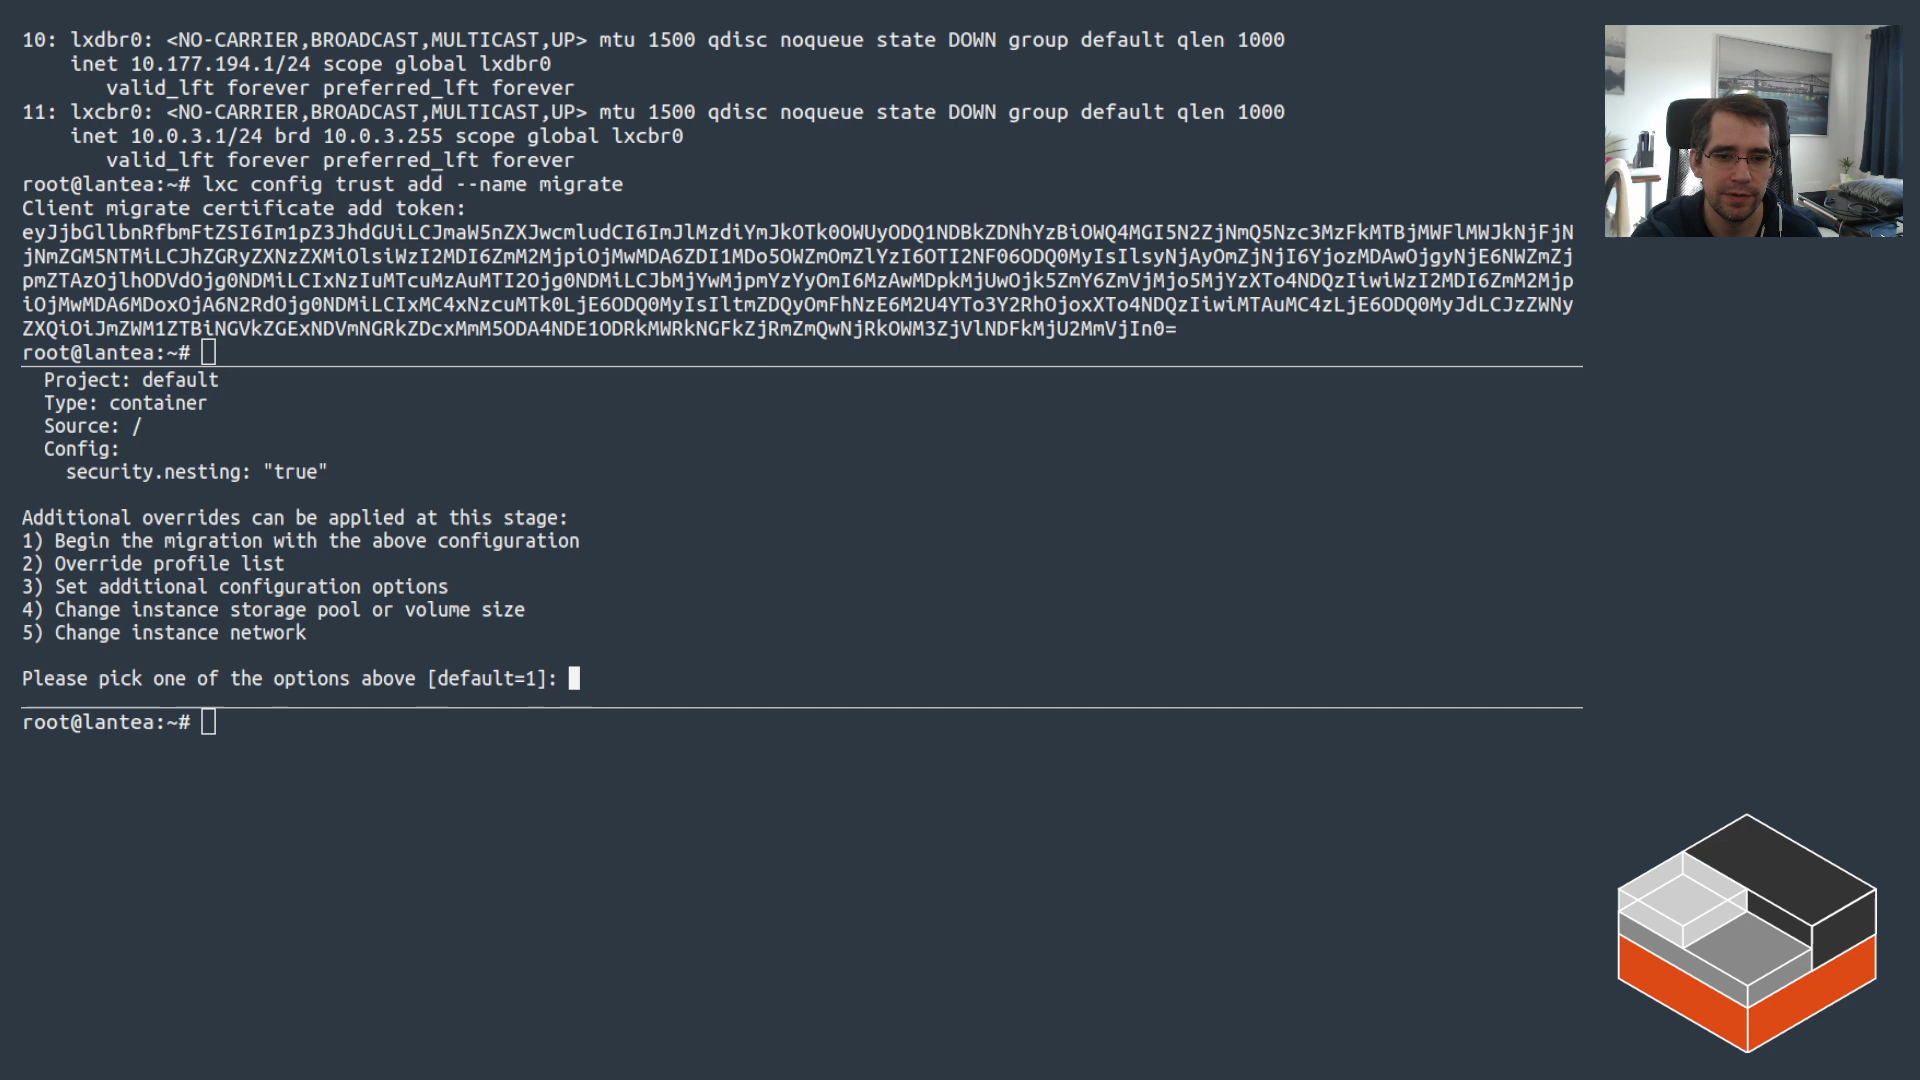 10: lxdbr0: <NO-CARRIER,BROADCAST,MULTICAST,UP> mtu 1500 qdisc noqueue state DOWN group default qlen 1000
inet 10.177.194.1/24 scope global lxdbr0
valid_lft forever preferred_lft forever
11: lxcbr0: <NO-CARRIER,BROADCAST,MULTICAST,UP> mtu 1500 qdisc noqueue state DOWN group default qlen 1000
inet 10.0.3.1/24 brd 10.0.3.255 scope global lxcbr0
valid_lft forever preferred_lft forever
root@lantea:~# lxc config trust add --name migrate
Client migrate certificate add token:
root@lantea:~#
Project: default
Type: container
Source: /
Config:
security.nesting: "true"
Additional overrides can be applied at this stage:
1) Begin the migration with the above configuration
2) Override profile list
3) Set additional configuration options
4) Change instance storage pool or volume size
5) Change instance network
Please pick one of the options above [default=1]:
root@lantea:~#